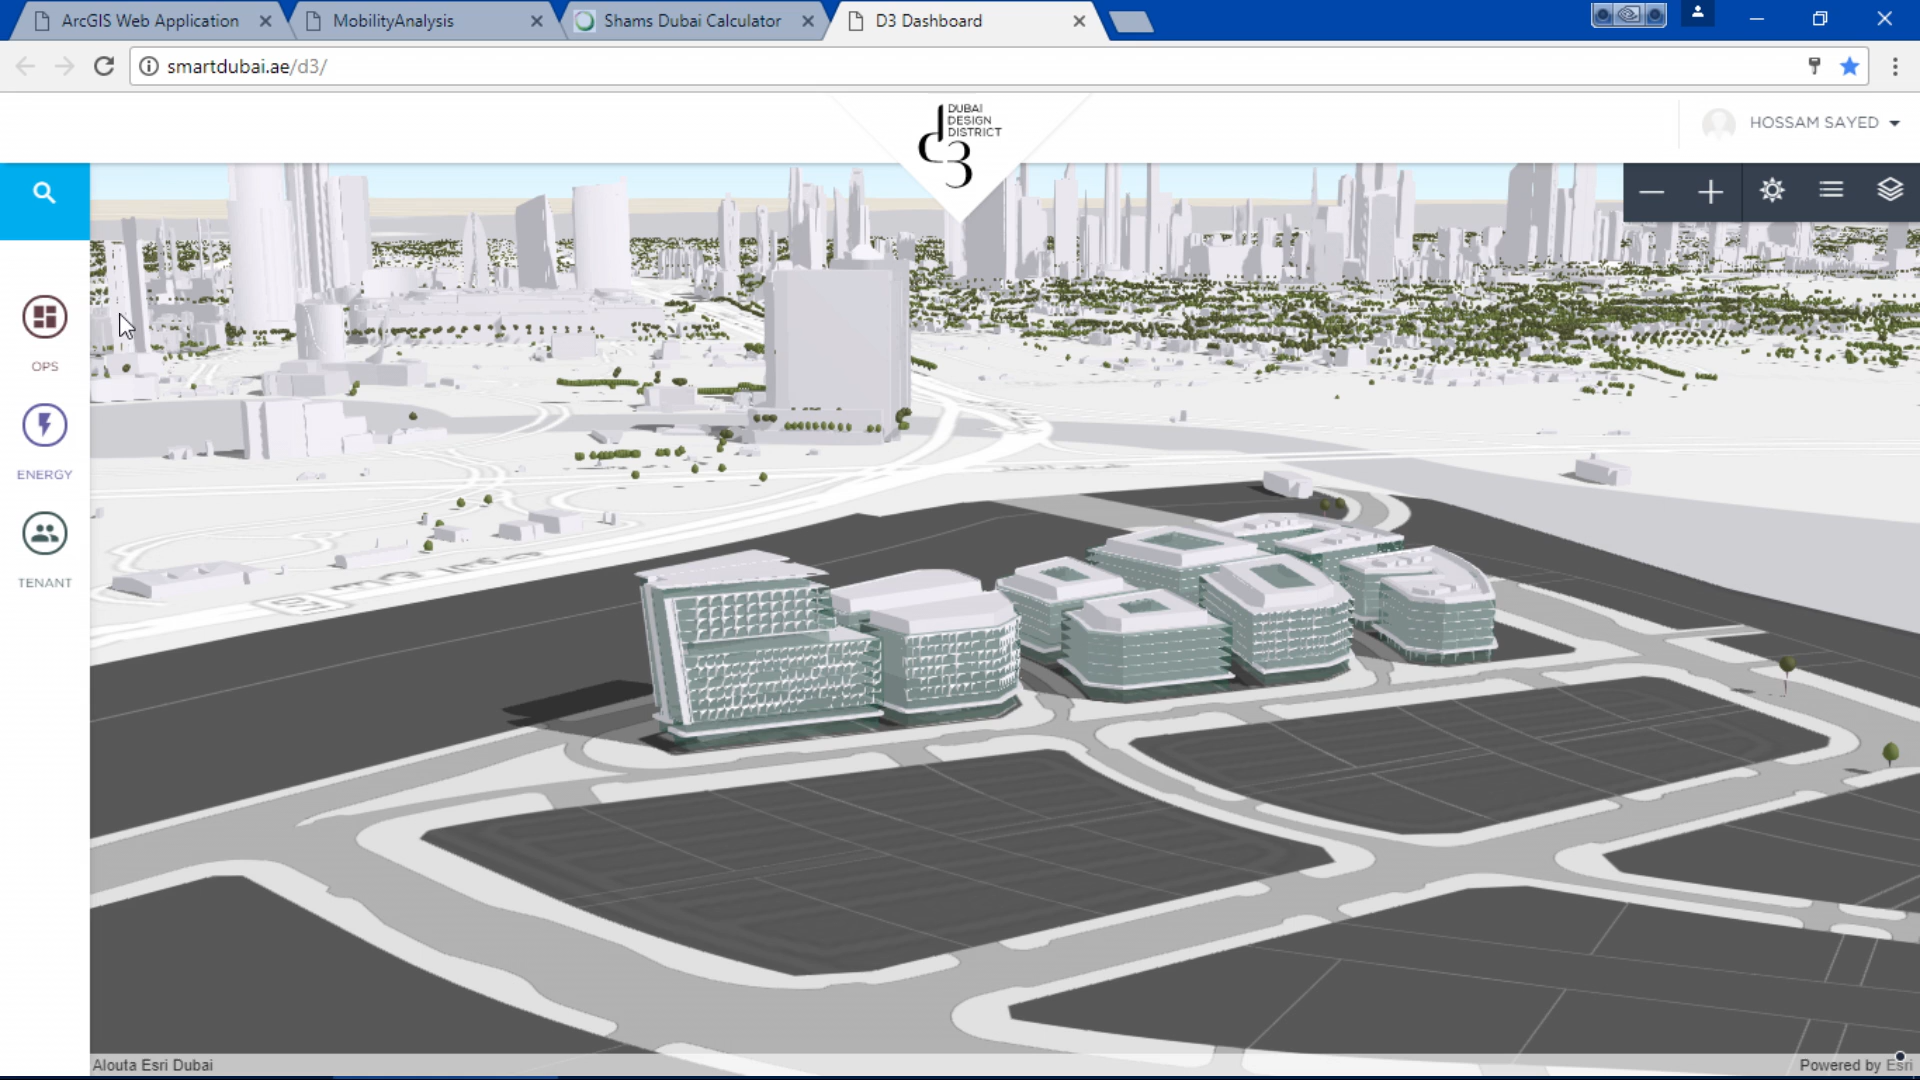 ArcGIS Web Application
MobilityAnalysis
Shams Dubai Calculator
D3 Dashboard
smartdubai.ae/d3/
DUBAI
DESIGN
DISTRICT
d3
HOSSAM SAYED
OPS
ENERGY
TENANT
Alouta Esri Dubai
Powered by Esri